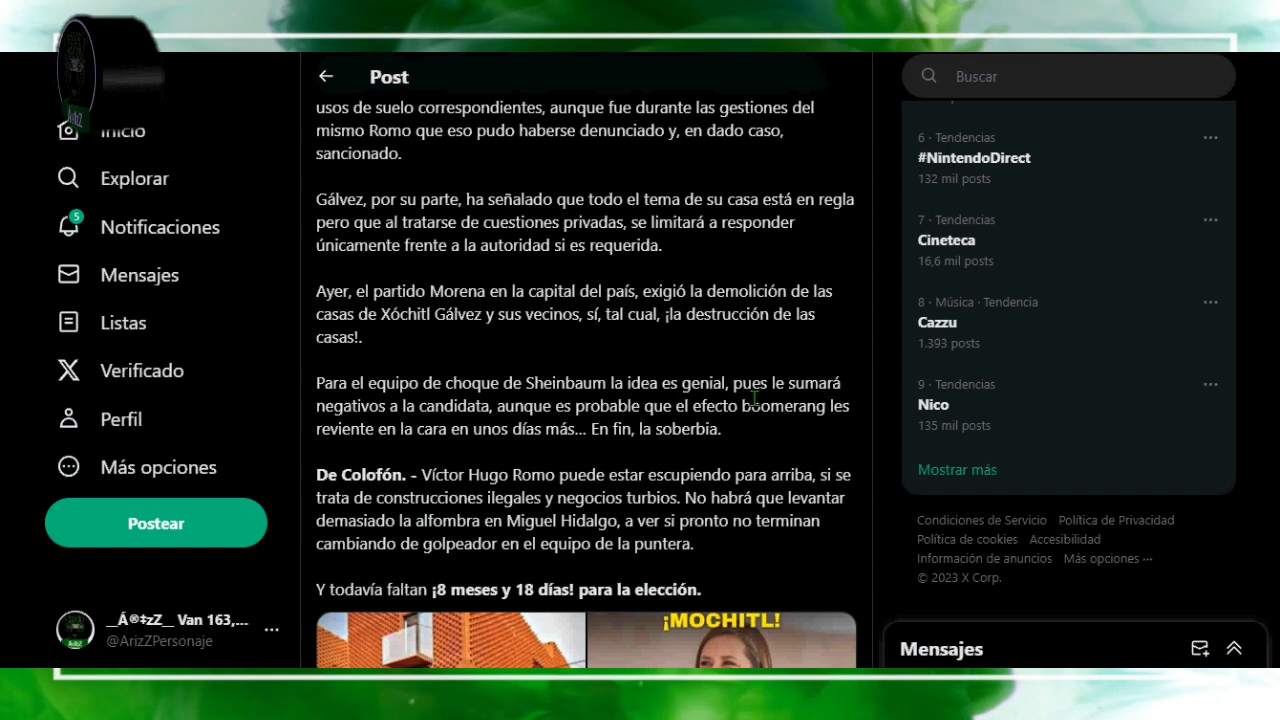 Inicio
Explorar
5
Notificaciones
Mensajes
Listas
Verificado
Perfil
Más opciones
Postear
__Á®‡zZ__ Van 163,...
@ArizZPersonaje
Post
usos de suelo correspondientes, aunque fue durante las gestiones del
mismo Romo que eso pudo haberse denunciado y, en dado caso,
sancionado.
Gálvez, por su parte, ha señalado que todo el tema de su casa está en regla
pero que al tratarse de cuestiones privadas, se limitará a responder
únicamente frente a la autoridad si es requerida.
Ayer, el partido Morena en la capital del país, exigió la demolición de las
casas de Xóchitl Gálvez y sus vecinos, sí, tal cual, ¡la destrucción de las
casas!.
Para el equipo de choque de Sheinbaum la idea es genial, pues le sumará
negativos a la candidata, aunque es probable que el efecto boomerang les
reviente en la cara en unos días más... En fin, la soberbia.
De Colofón. - Víctor Hugo Romo puede estar escupiendo para arriba, si se
trata de construcciones ilegales y negocios turbios. No habrá que levantar
demasiado la alfombra en Miguel Hidalgo, a ver si pronto no terminan
cambiando de golpeador en el equipo de la puntera.
Y todavía faltan ¡8 meses y 18 días! para la elección.
¡MOCHITL!
Buscar
6 · Tendencias
#NintendoDirect
132 mil posts
7 · Tendencias
Cineteca
16,6 mil posts
8 · Música · Tendencia
Cazzu
1.393 posts
9 · Tendencias
Nico
135 mil posts
Mostrar más
Condiciones de Servicio Política de Privacidad
Política de cookies Accesibilidad
Información de anuncios Más opciones ···
© 2023 X Corp.
Mensajes